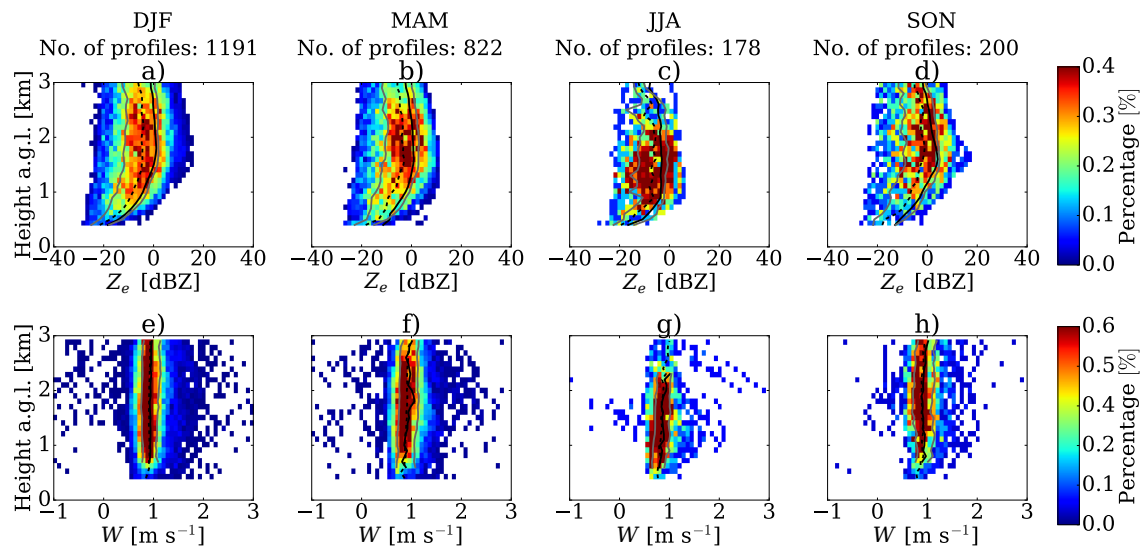 DJF MAM JJA SON
No. of profiles: 1191 No. of profiles: 822 No. of profiles: 178 No. of profiles: 200
a) b) c) d)
Height a.g.l. [km]
3
2
1
0
−40 −20 0 20 40 −40 −20 0 20 40 −40 −20 0 20 40 −40 −20 0 20 40
Z_e [dBZ] Z_e [dBZ] Z_e [dBZ] Z_e [dBZ]
0.4
0.3
0.2
0.1
0.0
Percentage [%]
e) f) g) h)
Height a.g.l. [km]
3
2
1
0
−1 0 1 2 3 −1 0 1 2 3 −1 0 1 2 3 −1 0 1 2 3
W [m s⁻¹] W [m s⁻¹] W [m s⁻¹] W [m s⁻¹]
0.6
0.5
0.4
0.2
0.1
0.0
Percentage [%]